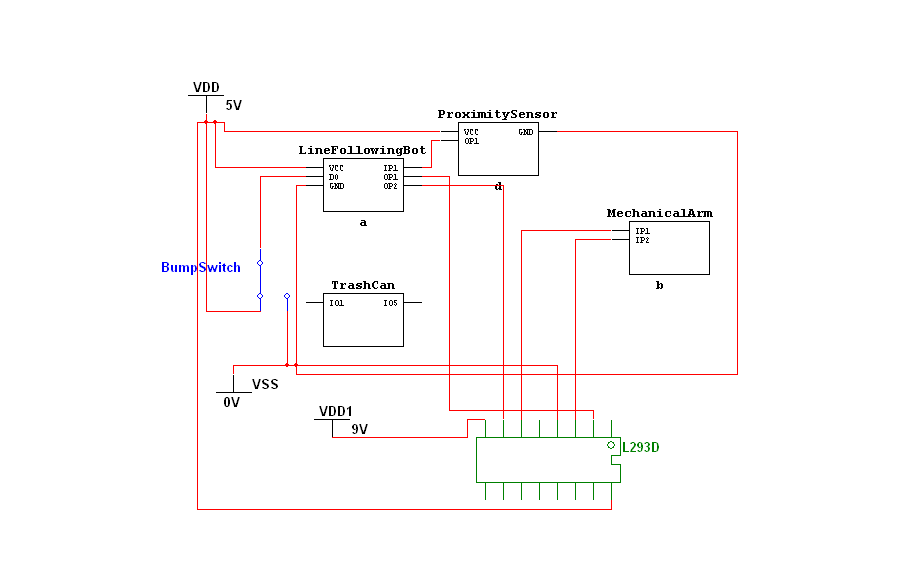 VDD
5V
ProximitySensor
VCC GND
OP1
d
LineFollowingBot
VCC IP1
D0 OP1
GND OP2
a
MechanicalArm
IP1
IP2
b
BumpSwitch
TrashCan
IO1 IO5
VSS
0V
VDD1
9V
L293D